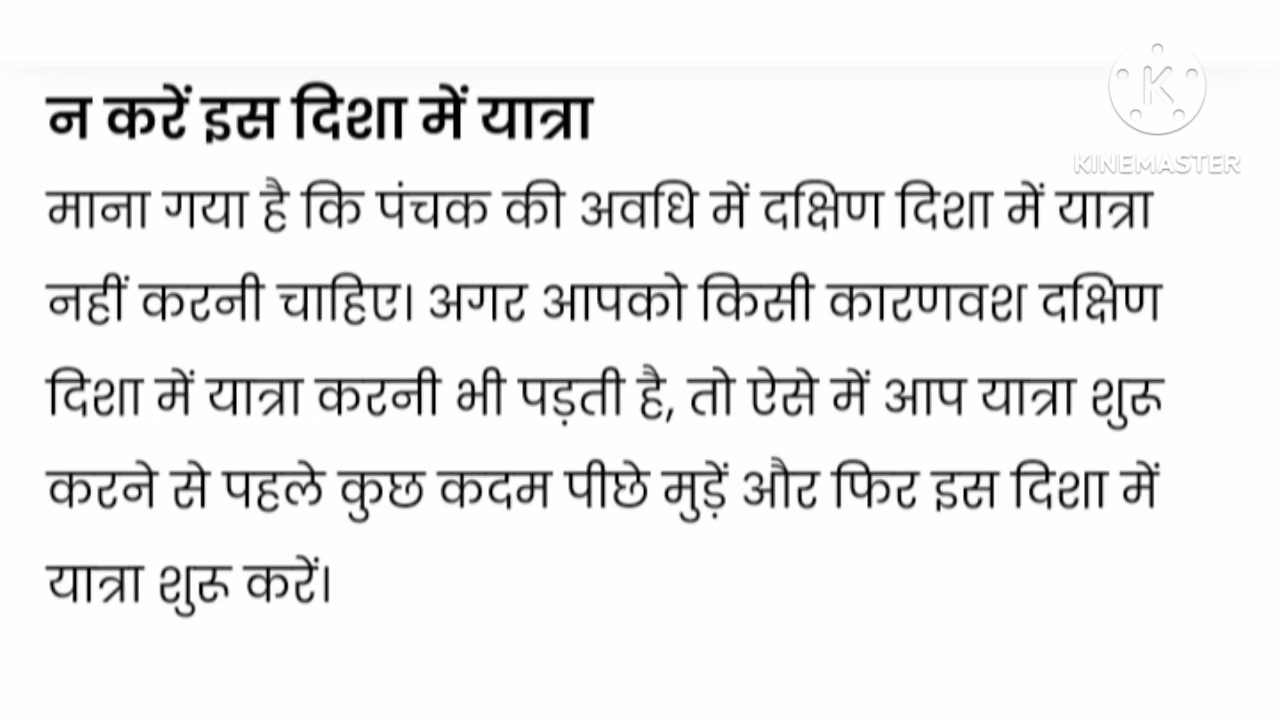 न करें इस दिशा में यात्रा
माना गया है कि पंचक की अवधि में दक्षिण दिशा में यात्रा
नहीं करनी चाहिए। अगर आपको किसी कारणवश दक्षिण
दिशा में यात्रा करनी भी पड़ती है, तो ऐसे में आप यात्रा शुरू
करने से पहले कुछ कदम पीछे मुड़ें और फिर इस दिशा में
यात्रा शुरू करें।
K
KINEMASTER